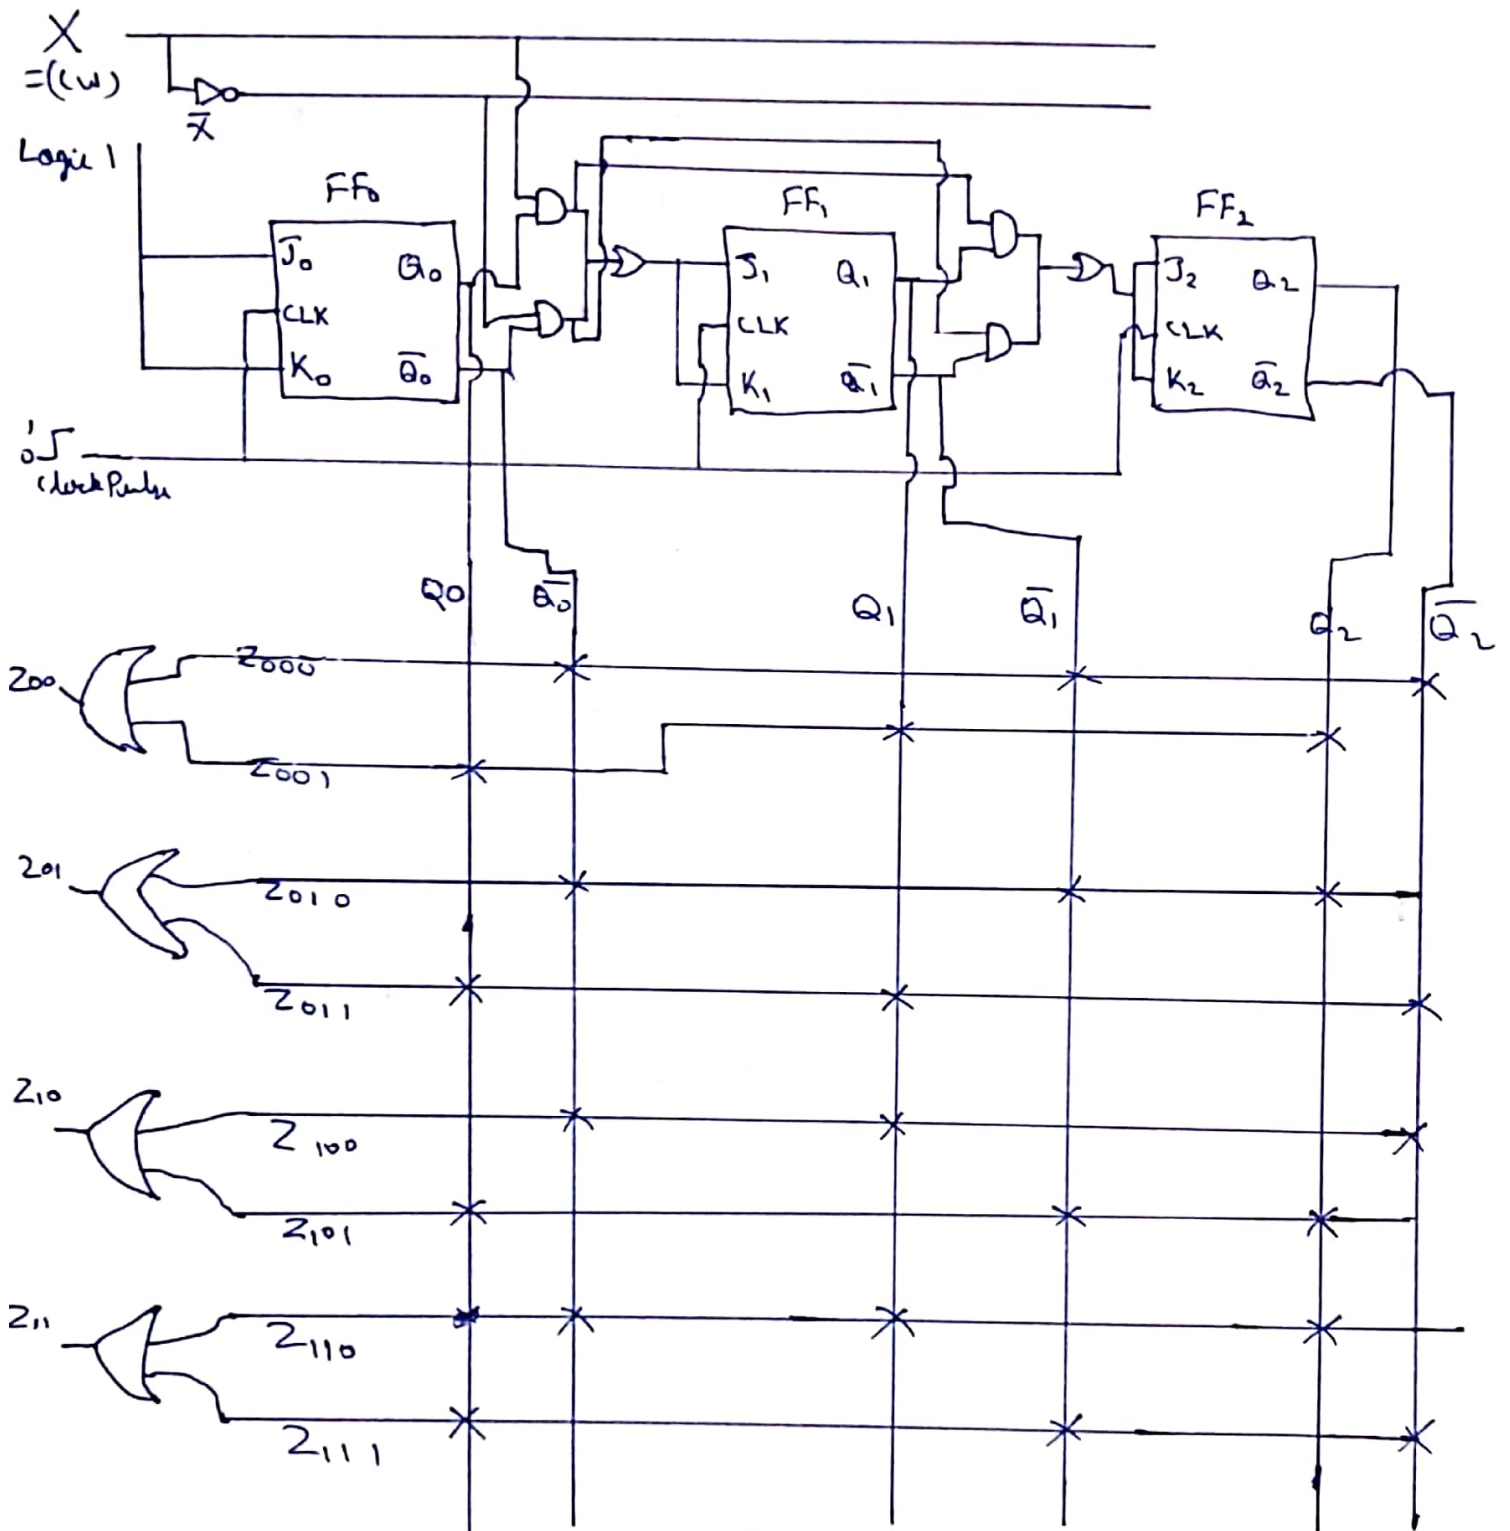 X
=(CW)
X̅
Logic 1
FF₀
FF₁
FF₂
J₀ Q₀
CLK
K₀ Q̅₀
J₁ Q₁
CLK
K₁ Q̅₁
J₂ Q₂
CLK
K₂ Q̅₂
1
0
Clock Pulse
Q0 Q̅₀ Q₁ Q̅₁ Q₂ Q̅₂
Z₀₀ Z₀₀₀
Z₀₀₁
Z₀₁ Z₀₁₀
Z₀₁₁
Z₁₀ Z₁₀₀
Z₁₀₁
Z₁₁ Z₁₁₀
Z₁₁₁